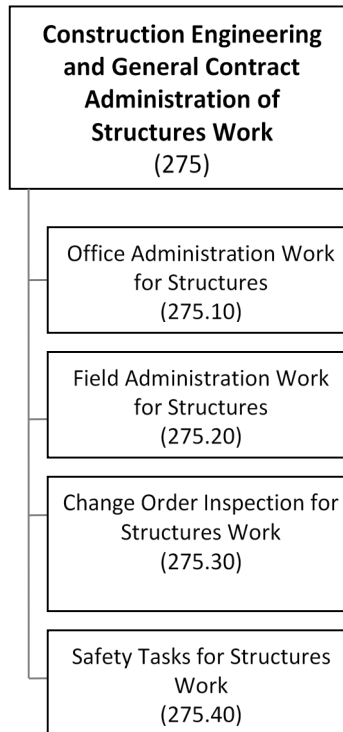 Construction Engineering
and General Contract
Administration of
Structures Work
(275)
Office Administration Work
for Structures
(275.10)
Field Administration Work
for Structures
(275.20)
Change Order Inspection for
Structures Work
(275.30)
Safety Tasks for Structures
Work
(275.40)